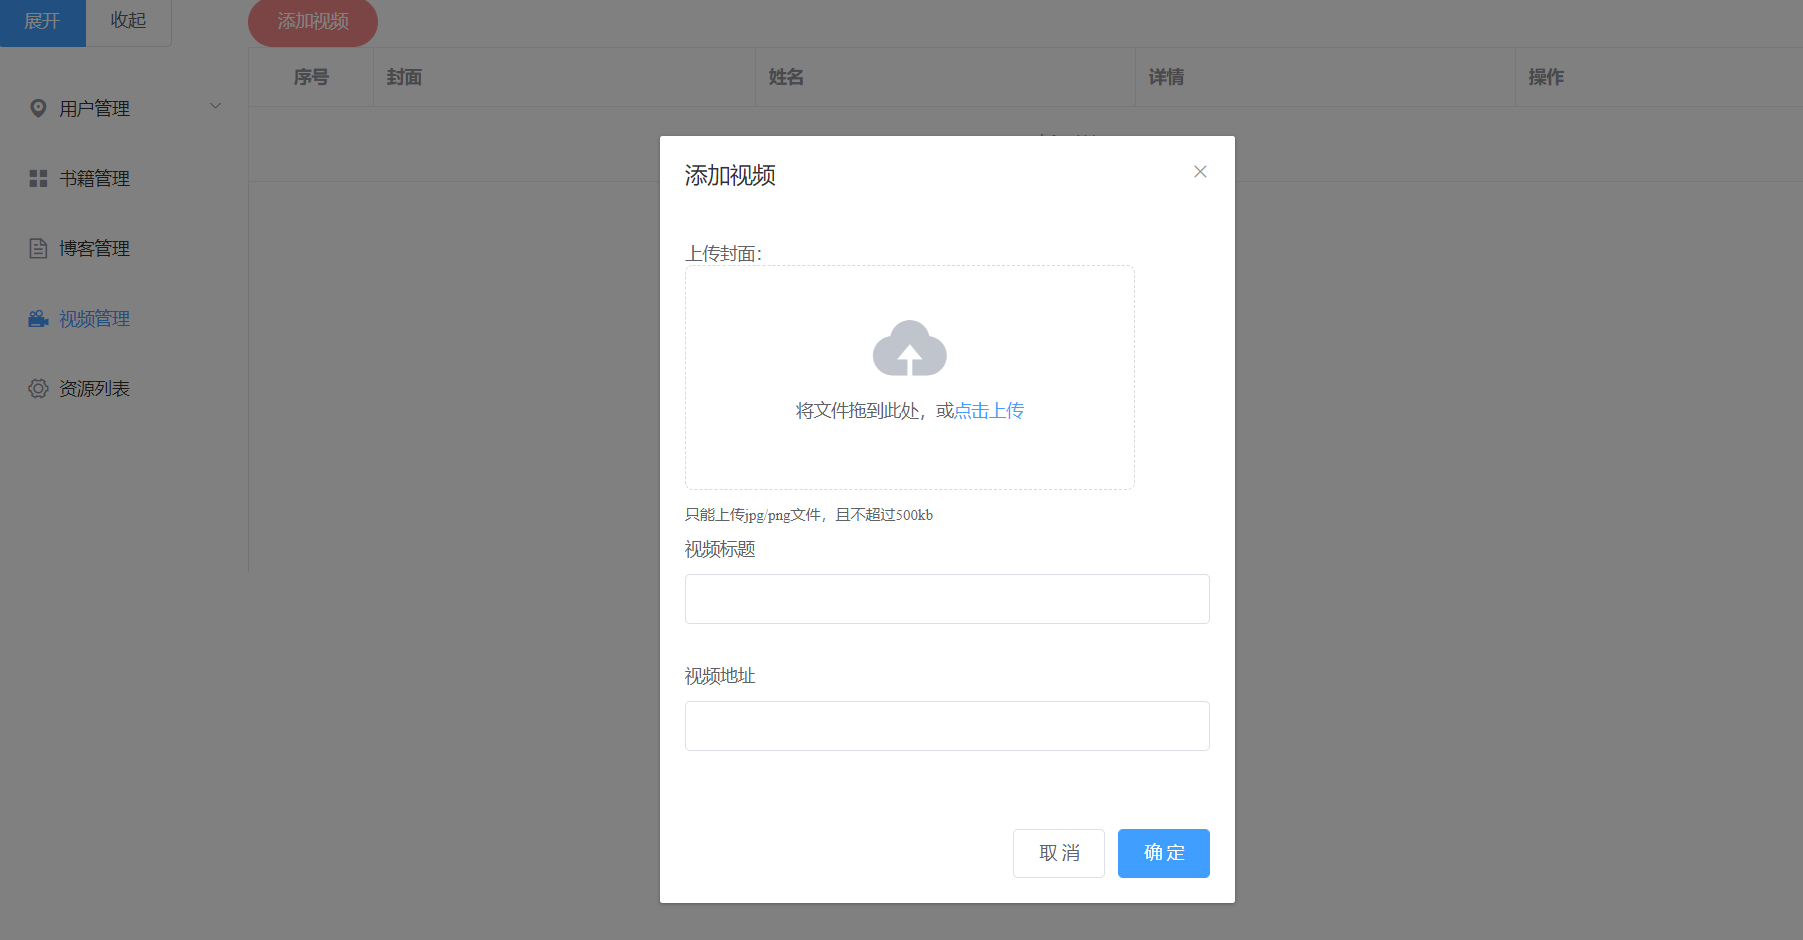 展开 收起 添加视频
序号 封面 姓名 详情 操作
用户管理
书籍管理
博客管理
视频管理
资源列表
添加视频
上传封面：
将文件拖到此处，或点击上传
只能上传jpg/png文件，且不超过500kb
视频标题
视频地址
取消 确定